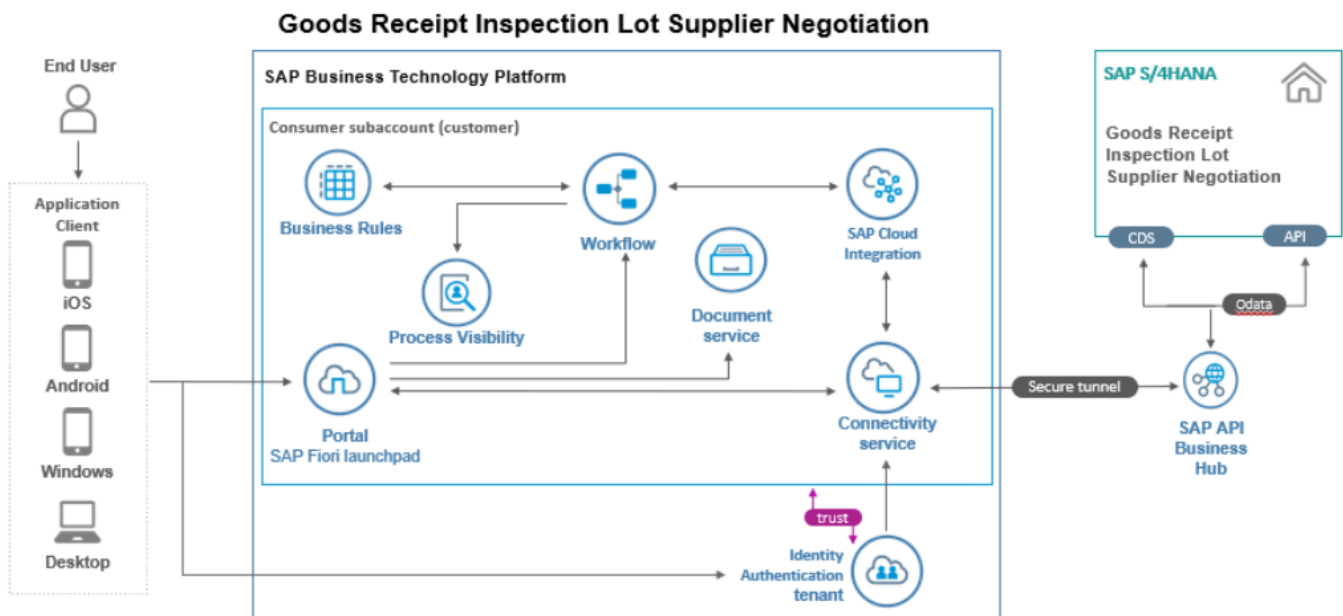 Goods Receipt Inspection Lot Supplier Negotiation
End User
Application
Client
iOS
Android
Windows
Desktop
SAP Business Technology Platform
Consumer subaccount (customer)
Business Rules
Workflow
SAP Cloud
Integration
Process Visibility
Document
service
Portal
SAP Fiori launchpad
Connectivity
service
trust
Identity
Authentication
tenant
Secure tunnel
SAP S/4HANA
Goods Receipt
Inspection Lot
Supplier Negotiation
CDS
API
Odata
SAP API
Business
Hub